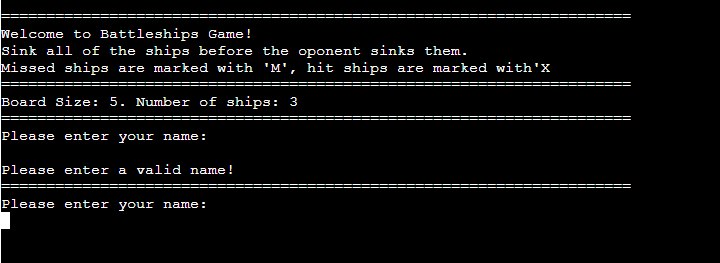 ======================================================================
Welcome to Battleships Game!
Sink all of the ships before the oponent sinks them.
Missed ships are marked with 'M', hit ships are marked with'X
======================================================================
Board Size: 5. Number of ships: 3
======================================================================
Please enter your name:
Please enter a valid name!
======================================================================
Please enter your name: